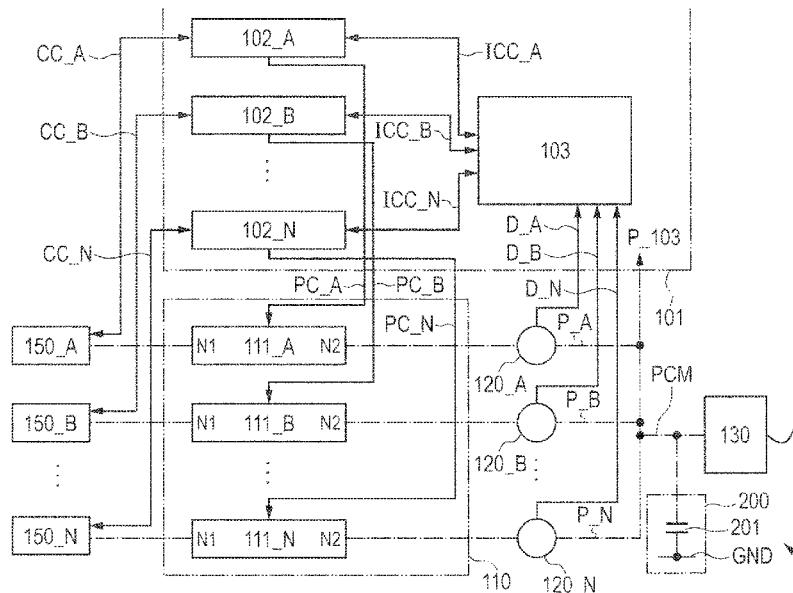 102_A
CC_A
ICC_A
102_B
CC_B
ICC_B
103
ICC_N
102_N
D_A
P_103
D_B
CC_N
PC_A
PC_B
D_N
101
PC_N
P_A
150_A
N1
111_A
N2
120_A
PCM
P_B
150_B
N1
111_B
N2
130
120_B
200
P_N
201
150_N
N1
111_N
N2
GND
110
120_N